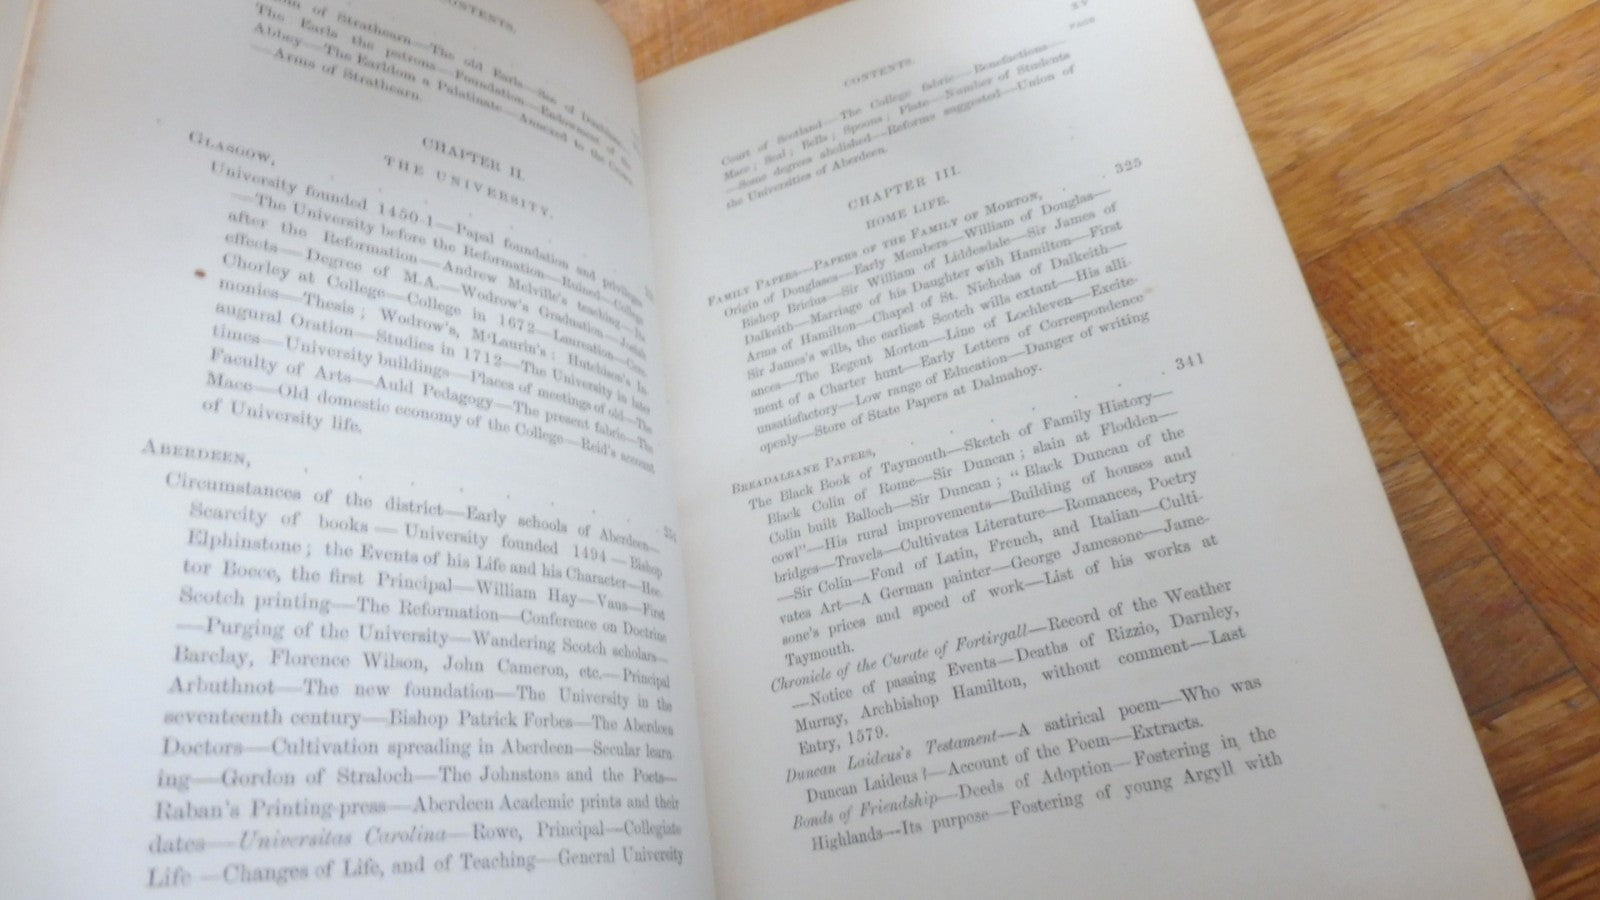 CONTENTS.
of Strathearn—The old Earls—See of Dunblane—
The Earls the patrons—Foundation—Endowment of the
Abbey—The Earldom a Palatinate—Annexed to the Crown
—Arms of Strathearn.
CHAPTER II.
THE UNIVERSITY.
GLASGOW,
University founded 1450-1—Papal foundation and privileges
—The University before the Reformation—Ruined—College
after the Reformation—Andrew Melville's teaching—Its
effects—Degree of M.A.—Wodrow's Graduation—Josiah
Chorley at College—College in 1672—Laureation—Cere-
monies—Thesis; Wodrow's, M'Laurin's; Hutcheson's In-
augural Oration—Studies in 1712—The University in later
times—University buildings—Places of meetings of old—The
Faculty of Arts—Auld Pedagogy—The present fabric—The
Mace—Old domestic economy of the College—Reid's account
of University life.
ABERDEEN,
Circumstances of the district—Early schools of Aberdeen—
Scarcity of books—University founded 1494—Bishop
Elphinstone; the Events of his Life and his Character—Hec-
tor Boece, the first Principal—William Hay—Vaus—First
Scotch printing—The Reformation—Conference on Doctrine
—Purging of the University—Wandering Scotch scholars—
Barclay, Florence Wilson, John Cameron, etc.—Principal
Arbuthnot—The new foundation—The University in the
seventeenth century—Bishop Patrick Forbes—The Aberdeen
Doctors—Cultivation spreading in Aberdeen—Secular learn-
ing—Gordon of Straloch—The Johnstons and the Poets—
Raban's Printing-press—Aberdeen Academic prints and their
dates—Universitas Carolina—Rowe, Principal—Collegiate
Life—Changes of Life, and of Teaching—General University
CONTENTS.
XV
PAGE
Court of Scotland—The College fabric—Benefactions—
Mace; Seal; Bells; Spoons; Plate—Number of Students
—Some degrees abolished—Reforms suggested—Union of
the Universities of Aberdeen.
CHAPTER III.
HOME LIFE.
FAMILY PAPERS—PAPERS OF THE FAMILY OF MORTON, 325
Origin of Douglases—Early Members—William of Douglas—
Bishop Bricius—Sir William of Liddesdale—Sir James of
Dalkeith—Marriage of his Daughter with Hamilton—First
Arms of Hamilton—Chapel of St. Nicholas of Dalkeith—
Sir James's wills, the earliest Scotch wills extant—His alli-
ances—The Regent Morton—Line of Lochleven—Excite-
ment of a Charter hunt—Early Letters of Correspondence
unsatisfactory—Low range of Education—Danger of writing
openly—Store of State Papers at Dalmahoy.
BREADALBANE PAPERS, 341
The Black Book of Taymouth—Sketch of Family History—
Black Colin of Rome—Sir Duncan; slain at Flodden—
Colin built Balloch—Sir Duncan; "Black Duncan of the
cowl"—His rural improvements—Building of houses and
bridges—Travels—Cultivates Literature—Romances, Poetry
—Sir Colin—Fond of Latin, French, and Italian—Culti-
vates Art—A German painter—George Jamesone—Jame-
sone's prices and speed of work—List of his works at
Taymouth.
Chronicle of the Curate of Fortirgall—Record of the Weather
—Notice of passing Events—Deaths of Rizzio, Darnley,
Murray, Archbishop Hamilton, without comment—Last
Entry, 1579.
Duncan Laideus's Testament—A satirical poem—Who was
Duncan Laideus?—Account of the Poem—Extracts.
Bonds of Friendship—Deeds of Adoption—Fostering in the
Highlands—Its purpose—Fostering of young Argyll with